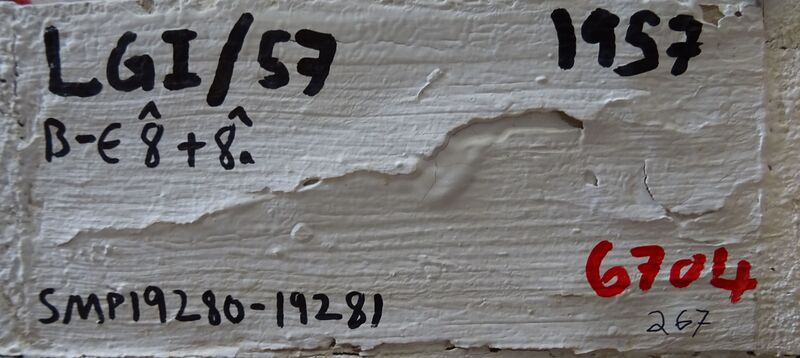 LGI/57 1957
B-E 8̂ + 8̂a
6704
SMP19280-19281
267